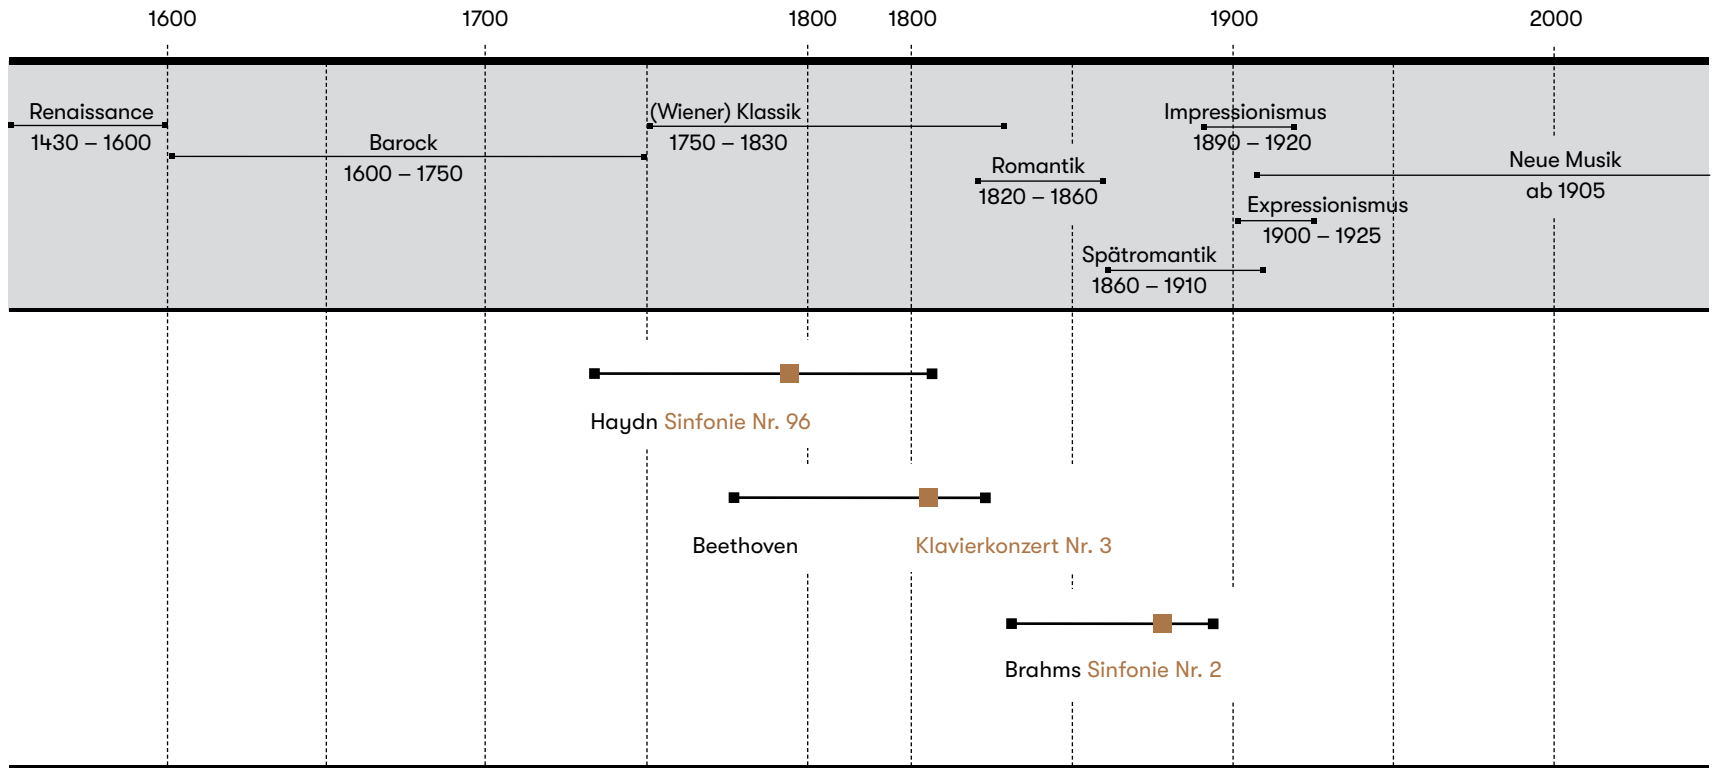 1600 1700 1800 1800 1900 2000
Renaissance
1430 – 1600
Barock
1600 – 1750
(Wiener) Klassik
1750 – 1830
Romantik
1820 – 1860
Spätromantik
1860 – 1910
Impressionismus
1890 – 1920
Expressionismus
1900 – 1925
Neue Musik
ab 1905
Haydn Sinfonie Nr. 96
Beethoven Klavierkonzert Nr. 3
Brahms Sinfonie Nr. 2